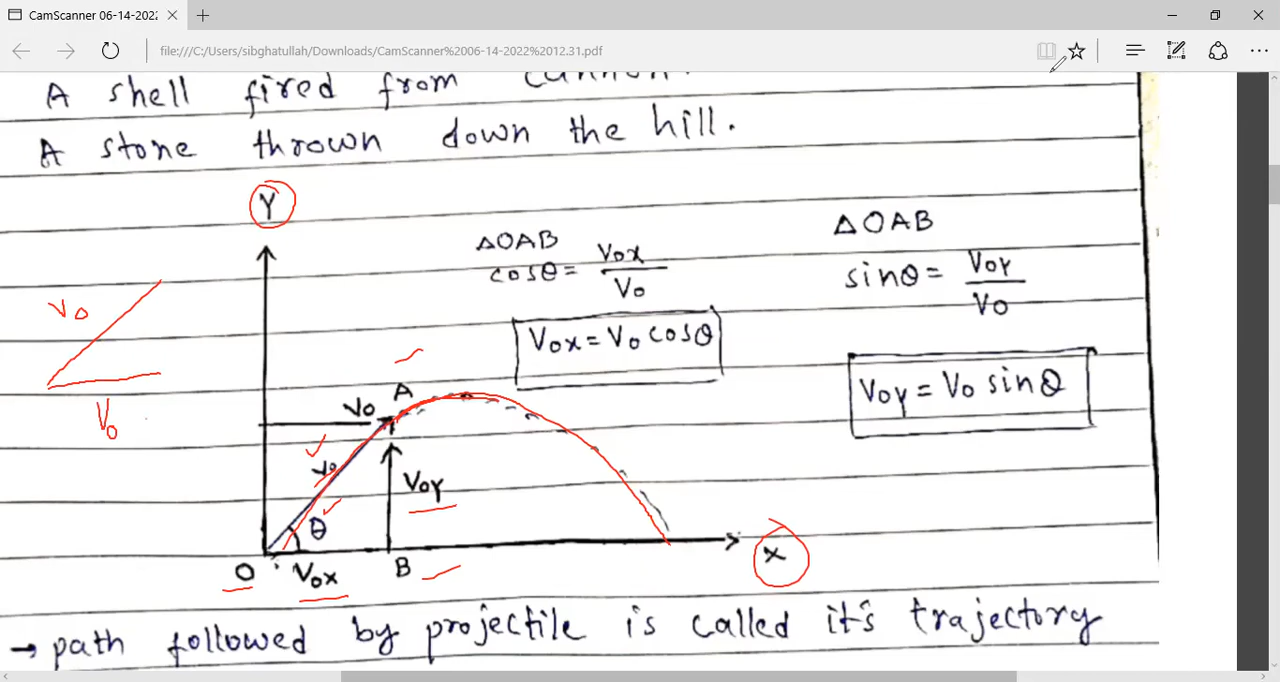 CamScanner 06-14-202
file:///C:/Users/sibghatullah/Downloads/CamScanner%2006-14-2022%2012.31.pdf
A shell fired from cannon.
A stone thrown down the hill.
Y
ΔOAB
cosθ = Vox / Vo
Vox = Vo cosθ
ΔOAB
sinθ = Voy / Vo
Voy = Vo sinθ
Vo
Vo
A
Vo
Vo
Voy
θ
O
Vox
B
X
→ path followed by projectile is called it's trajectory